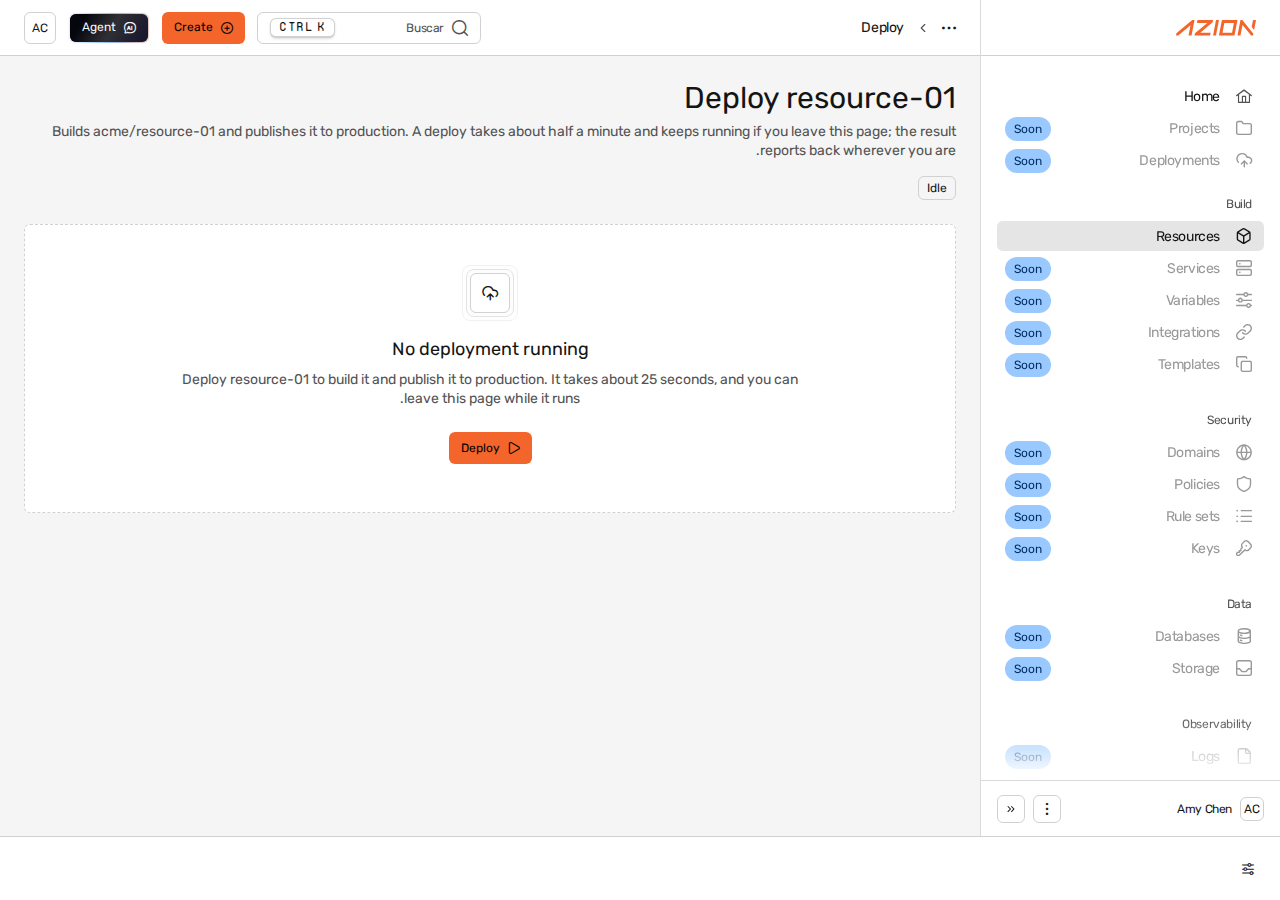 AZION
Home
Projects
Soon
Deployments
Soon
Build
Resources
Services
Soon
Variables
Soon
Integrations
Soon
Templates
Soon
Security
Domains
Soon
Policies
Soon
Rule sets
Soon
Keys
Soon
Data
Databases
Soon
Storage
Soon
Observability
Logs
Soon
AC
Amy Chen
Deploy
Buscar
CTRL K
Create
Agent
AC
Deploy resource-01
Builds acme/resource-01 and publishes it to production. A deploy takes about half a minute and keeps running if you leave this page; the result
.reports back wherever you are
Idle
No deployment running
Deploy resource-01 to build it and publish it to production. It takes about 25 seconds, and you can
.leave this page while it runs
Deploy